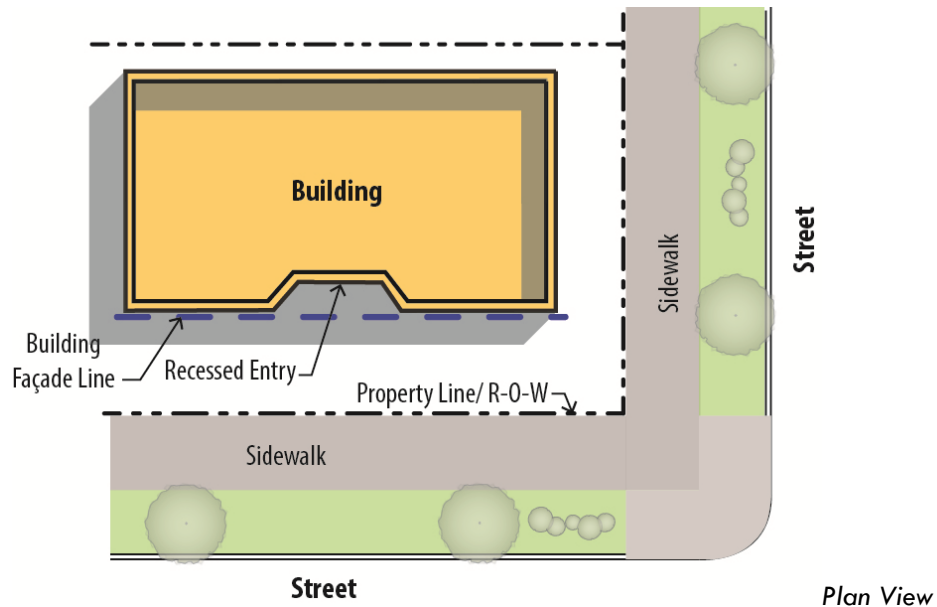 Building
Sidewalk
Street
Building
Façade Line
Recessed Entry
Property Line/ R-O-W
Sidewalk
Street
Plan View